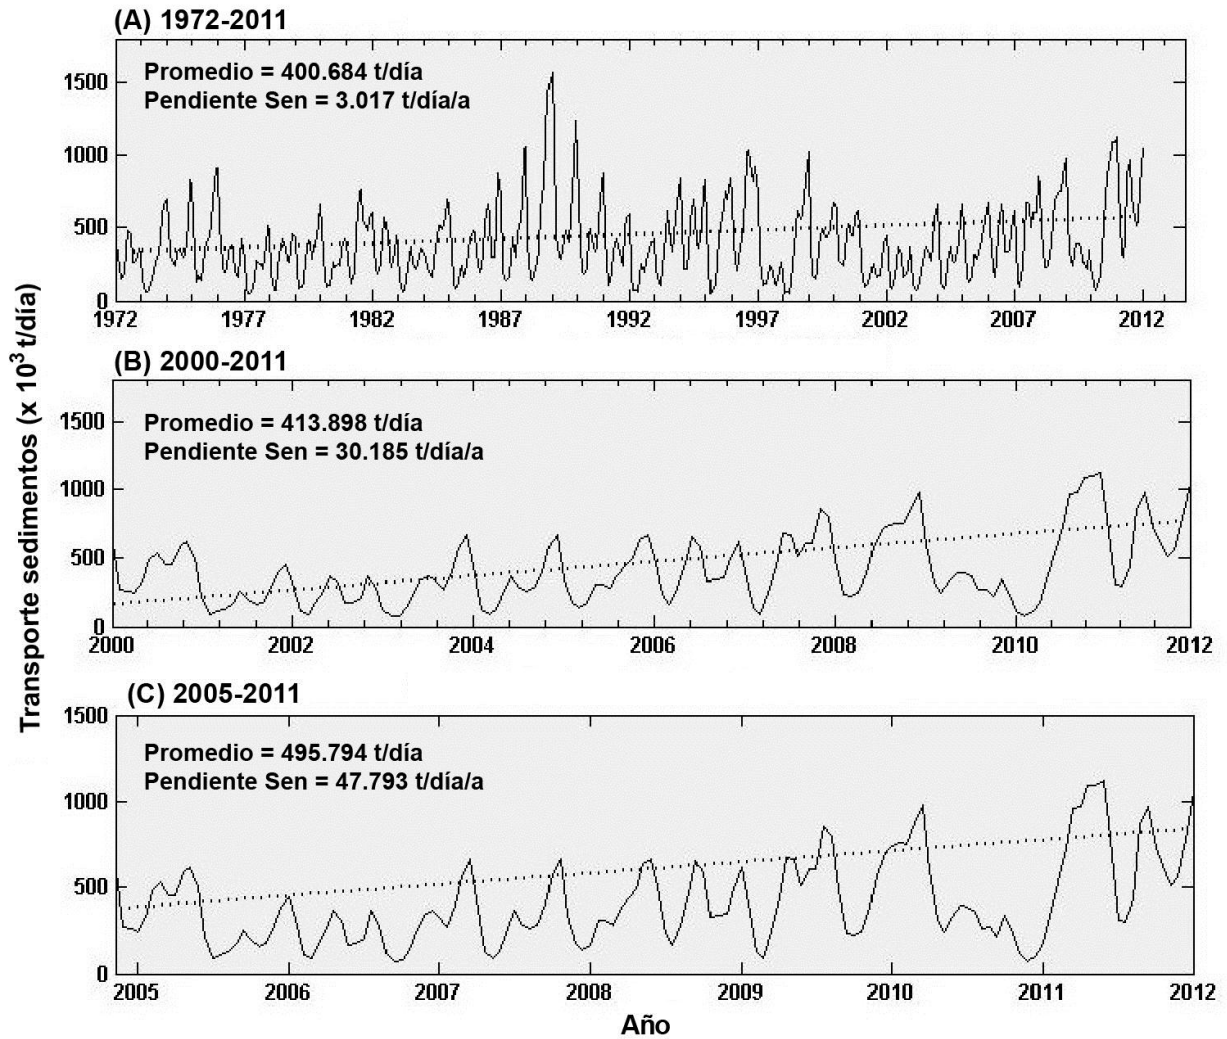 (A) 1972-2011
Promedio = 400.684 t/día
Pendiente Sen = 3.017 t/día/a
1500
1000
500
0
1972 1977 1982 1987 1992 1997 2002 2007 2012
(B) 2000-2011
Promedio = 413.898 t/día
Pendiente Sen = 30.185 t/día/a
1500
1000
500
0
2000 2002 2004 2006 2008 2010 2012
(C) 2005-2011
Promedio = 495.794 t/día
Pendiente Sen = 47.793 t/día/a
1500
1000
500
0
2005 2006 2007 2008 2009 2010 2011 2012
Transporte sedimentos (x 10³ t/día)
Año